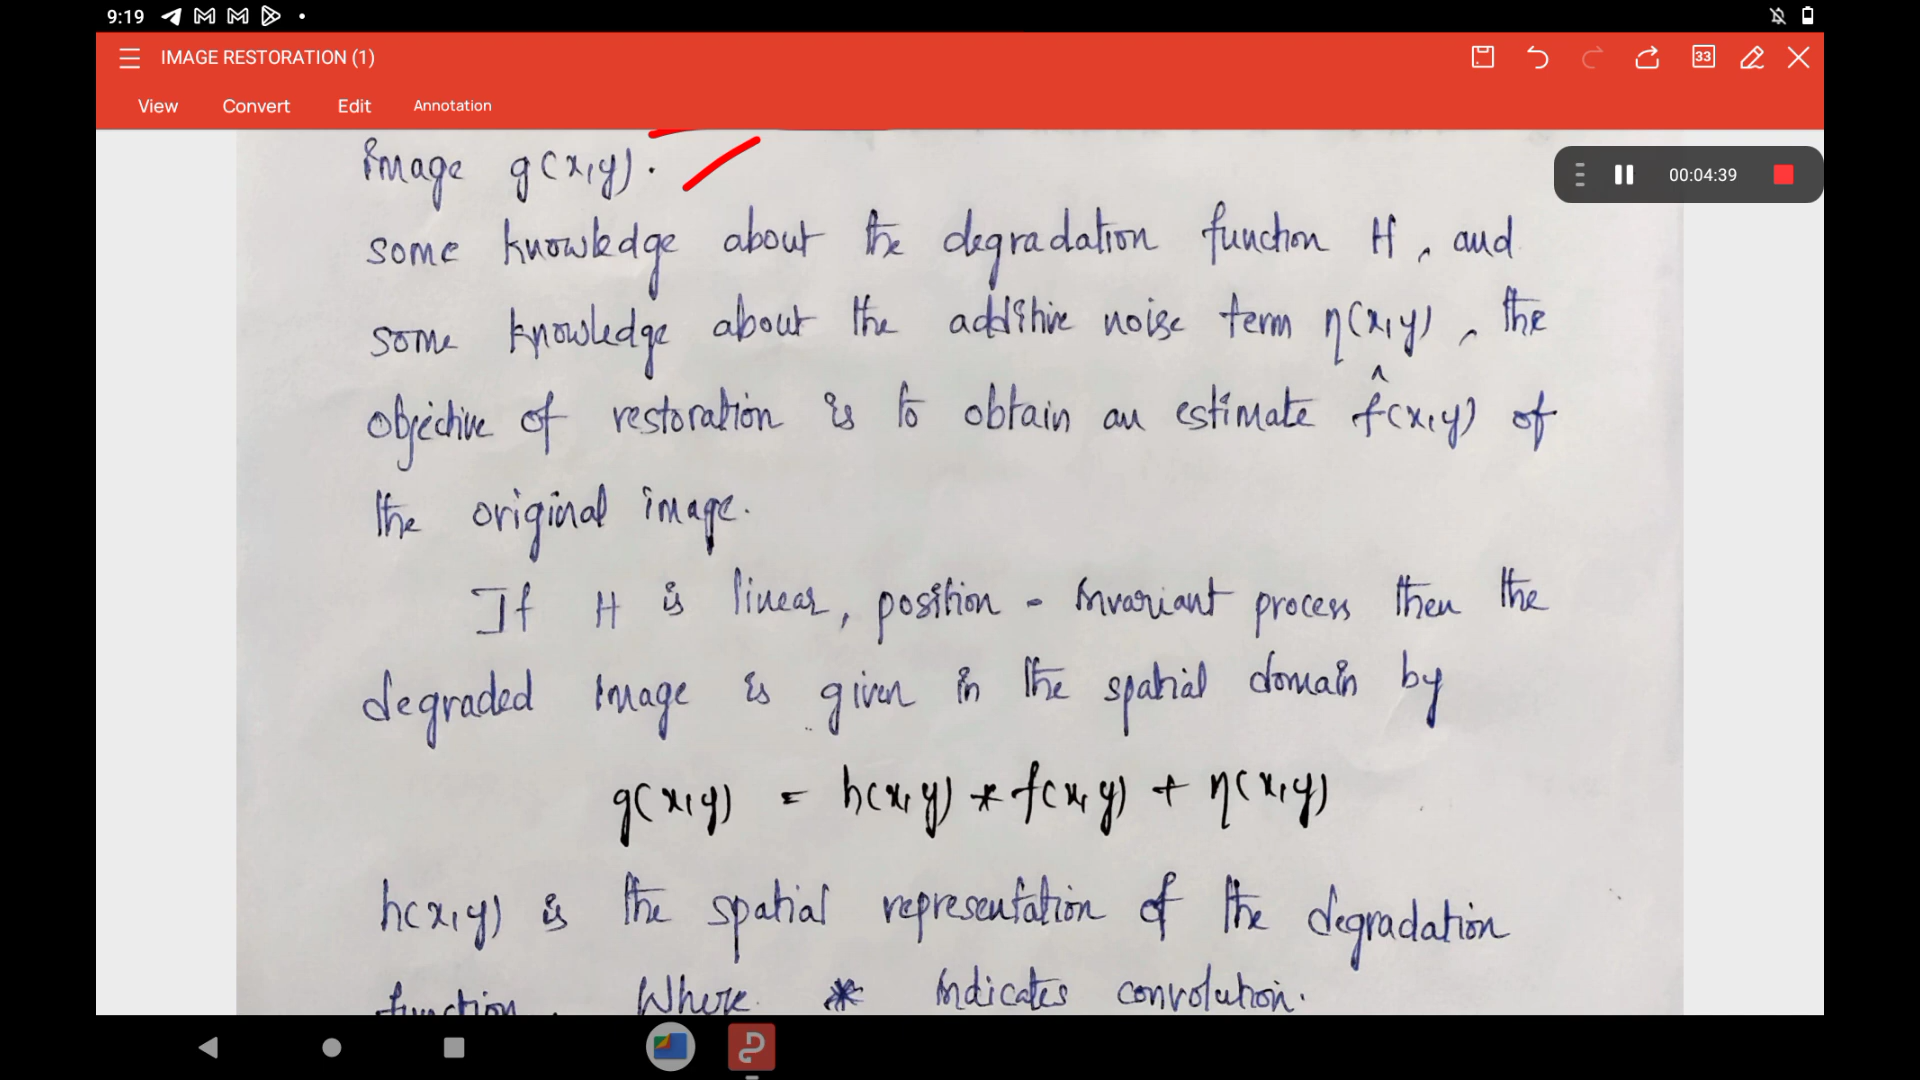 9:19
IMAGE RESTORATION (1)
33
View Convert Edit Annotation
00:04:39
image g(x,y).
some knowledge about the degradation function H, and
some knowledge about the additive noise term η(x,y), the
objective of restoration is to obtain an estimate f̂(x,y) of
the original image.
If H is linear, position - invariant process then the
degraded image is given in the spatial domain by
g(x,y) = h(x,y) * f(x,y) + η(x,y)
h(x,y) is the spatial representation of the degradation
function. Where * indicates convolution.